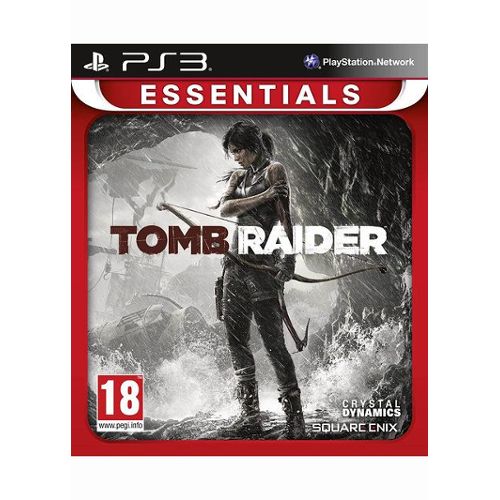 PS3
PlayStation®Network
ESSENTIALS
TOMB RAIDER
18
www.pegi.info
CRYSTAL
DYNAMICS
SQUARE ENIX